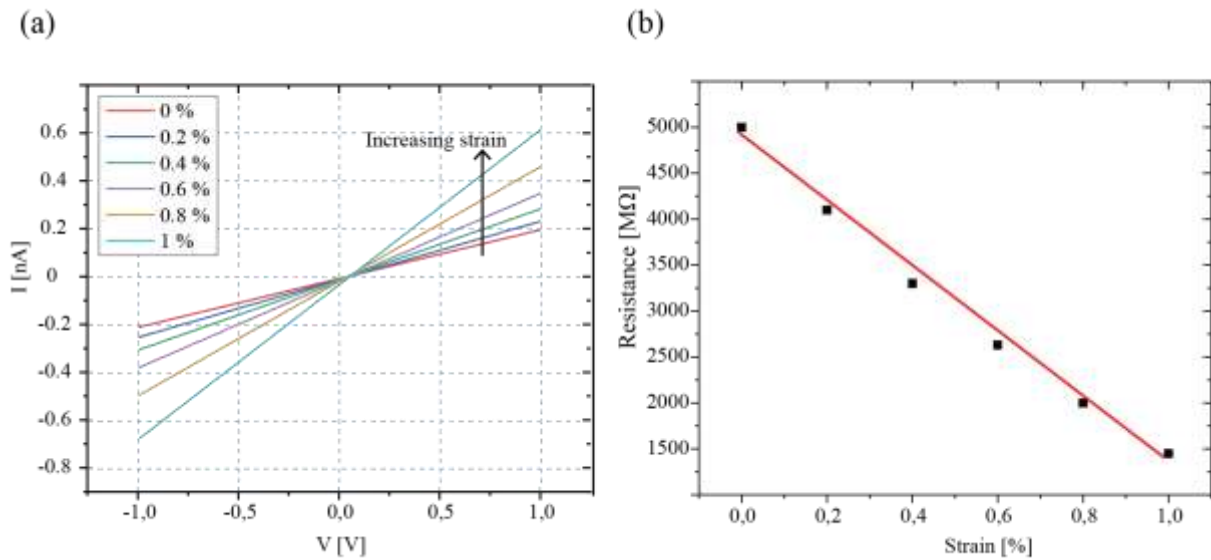 (a)
0 %
0.2 %
0.4 %
0.6 %
0.8 %
1 %
Increasing strain
0.6
0.4
0.2
0
-0.2
-0.4
-0.6
-0.8
I [nA]
-1,0 -0,5 0,0 0,5 1,0
V [V]
(b)
5000
4500
4000
3500
3000
2500
2000
1500
Resistance [MΩ]
0,0 0,2 0,4 0,6 0,8 1,0
Strain [%]